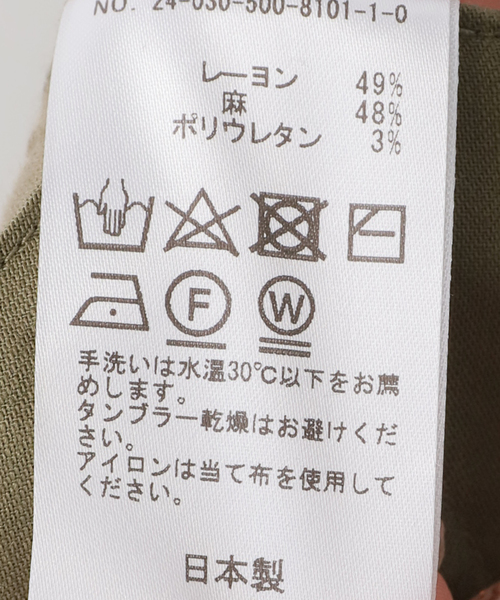 NO. 24-030-500-8101-1-0
レーヨン 49%
麻 48%
ポリウレタン 3%
F W
手洗いは水温30℃以下をお薦
めします。
タンブラー乾燥はお避けくだ
さい。
アイロンは当て布を使用して
ください。
日本製